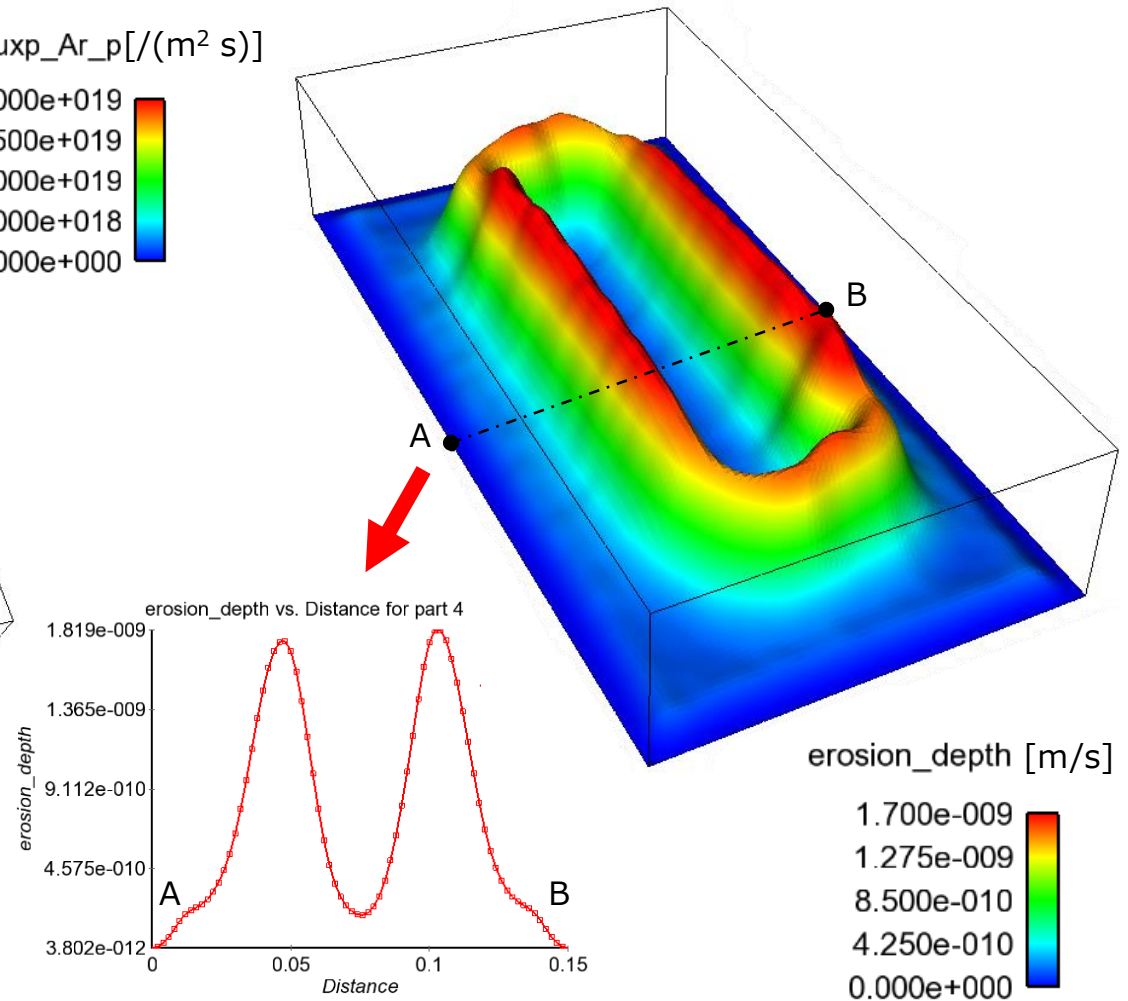 uxp_Ar_p[/(m² s)]
000e+019
500e+019
000e+019
000e+018
000e+000
A
B
erosion_depth vs. Distance for part 4
1.819e-009
1.365e-009
9.112e-010
4.575e-010
3.802e-012
erosion_depth
A
B
0 0.05 0.1 0.15
Distance
erosion_depth [m/s]
1.700e-009
1.275e-009
8.500e-010
4.250e-010
0.000e+000